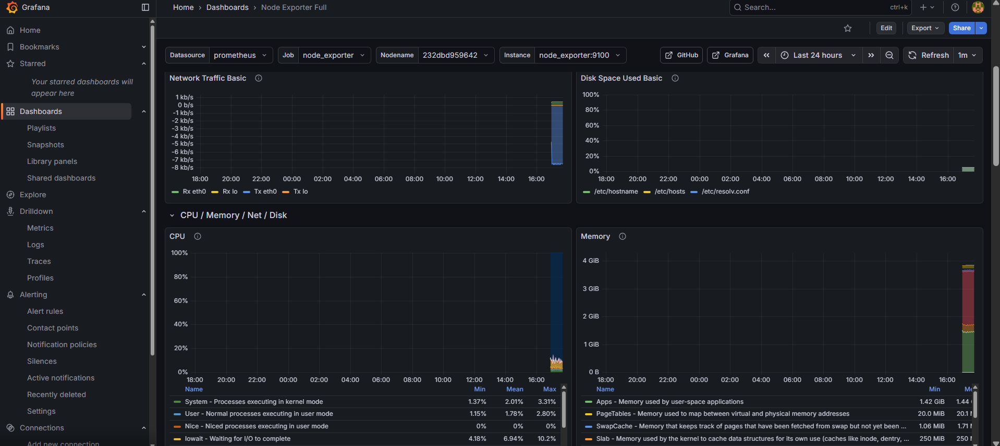 Grafana
Home › Dashboards › Node Exporter Full
Search...
ctrl+k
Home
Bookmarks
Starred
Your starred dashboards will
appear here
Dashboards
Playlists
Snapshots
Library panels
Shared dashboards
Explore
Drilldown
Metrics
Logs
Traces
Profiles
Alerting
Alert rules
Contact points
Notification policies
Silences
Active notifications
Recently deleted
Settings
Connections
Add new connection
Edit
Export
Share
Datasource prometheus
Job node_exporter
Nodename 232dbd959642
Instance node_exporter:9100
GitHub
Grafana
Last 24 hours
Refresh 1m
Network Traffic Basic
1 kb/s
0 b/s
-1 kb/s
-2 kb/s
-3 kb/s
-4 kb/s
-5 kb/s
-6 kb/s
-7 kb/s
-8 kb/s
18:00 20:00 22:00 00:00 02:00 04:00 06:00 08:00 10:00 12:00 14:00 16:00
Rx eth0 Rx lo Tx eth0 Tx lo
Disk Space Used Basic
100%
80%
60%
40%
20%
0%
18:00 20:00 22:00 00:00 02:00 04:00 06:00 08:00 10:00 12:00 14:00 16:00
/etc/hostname /etc/hosts /etc/resolv.conf
CPU / Memory / Net / Disk
CPU
100%
80%
60%
40%
20%
0%
18:00 20:00 22:00 00:00 02:00 04:00 06:00 08:00 10:00 12:00 14:00 16:00
Name Min Mean Max
System - Processes executing in kernel mode 1.37% 2.01% 3.31%
User - Normal processes executing in user mode 1.15% 1.78% 2.80%
Nice - Niced processes executing in user mode 0% 0% 0%
Iowait - Waiting for I/O to complete 4.18% 6.94% 10.2%
Memory
4 GiB
3 GiB
2 GiB
1 GiB
0 B
18:00 20:00 22:00 00:00 02:00 04:00 06:00 08:00 10:00 12:00 14:00 16:00
Name Min
Apps - Memory used by user-space applications 1.42 GiB 1.44
PageTables - Memory used to map between virtual and physical memory addresses 20.0 MiB 20.1
SwapCache - Memory that keeps track of pages that have been fetched from swap but not yet been ... 1.06 MiB 1.71
Slab - Memory used by the kernel to cache data structures for its own use (caches like inode, dentry, ... 250 MiB 250